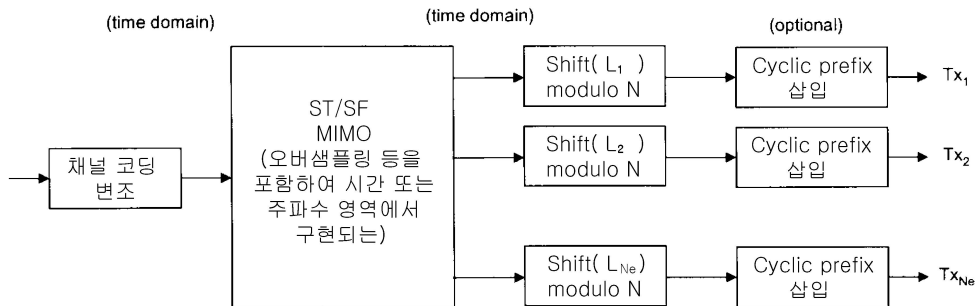 (time domain)
(time domain)
(optional)
채널 코딩
변조
ST/SF
MIMO
(오버샘플링 등을
포함하여 시간 또는
주파수 영역에서
구현되는)
Shift( L1 )
modulo N
Cyclic prefix
삽입
Tx1
Shift( L2 )
modulo N
Cyclic prefix
삽입
Tx2
Shift( LNe)
modulo N
Cyclic prefix
삽입
TxNe